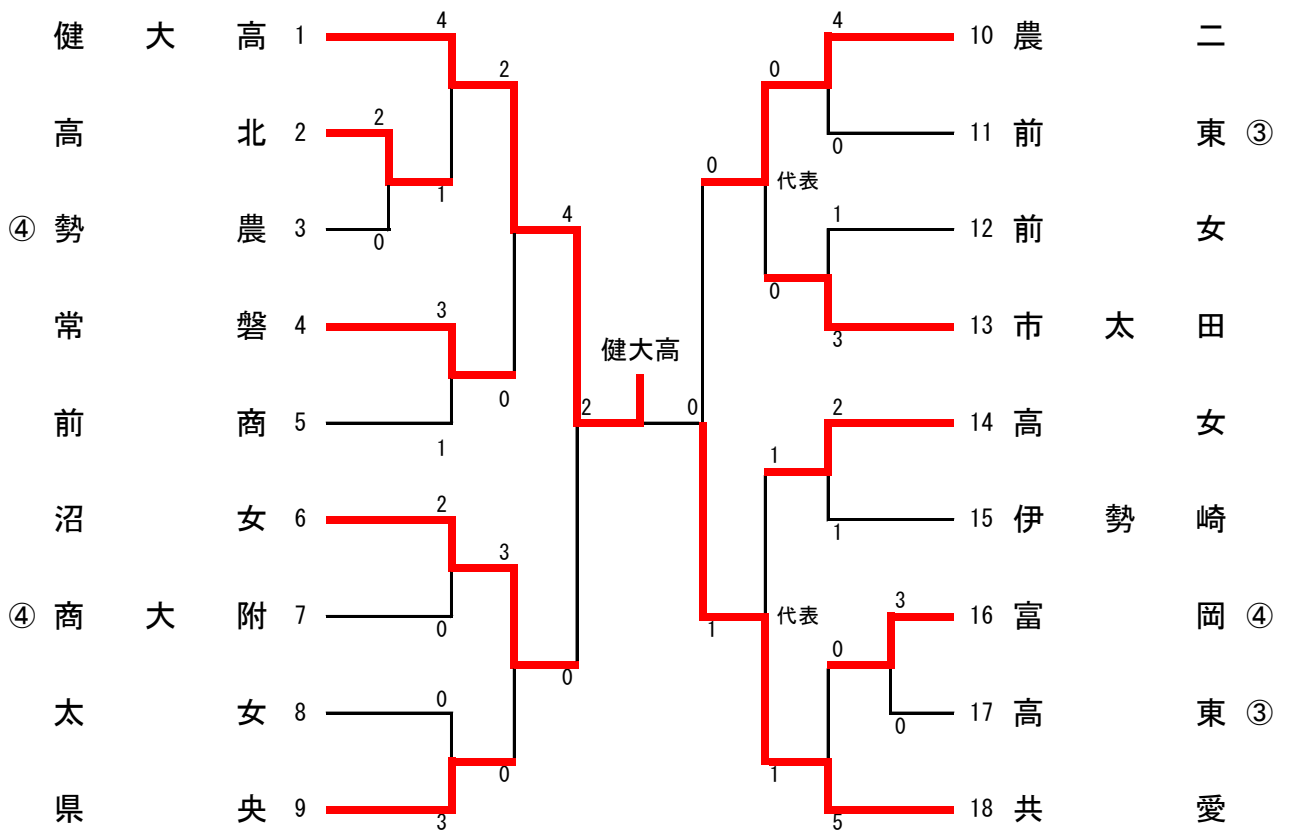 健大高 1
高北 2
④ 勢農 3
常磐 4
前商 5
沼女 6
④ 商大附 7
太女 8
県央 9
4
2
2
1
0
4
3
0
1
2
3
0
0
0
0
3
健大高
2
0
4
0
0
0
代表
1
0
3
2
1
1
代表
1
3
0
0
1
5
10 農二
11 前東 ③
12 前女
13 市太田
14 高女
15 伊勢崎
16 富岡 ④
17 高東 ③
18 共愛